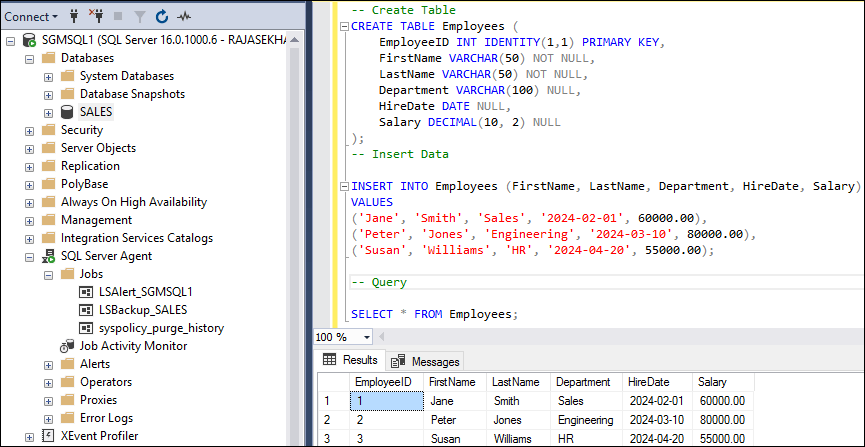 Connect
SGMSQL1 (SQL Server 16.0.1000.6 - RAJASEKHA
Databases
System Databases
Database Snapshots
SALES
Security
Server Objects
Replication
PolyBase
Always On High Availability
Management
Integration Services Catalogs
SQL Server Agent
Jobs
LSAlert_SGMSQL1
LSBackup_SALES
syspolicy_purge_history
Job Activity Monitor
Alerts
Operators
Proxies
Error Logs
XEvent Profiler
-- Create Table
CREATE TABLE Employees (
EmployeeID INT IDENTITY(1,1) PRIMARY KEY,
FirstName VARCHAR(50) NOT NULL,
LastName VARCHAR(50) NOT NULL,
Department VARCHAR(100) NULL,
HireDate DATE NULL,
Salary DECIMAL(10, 2) NULL
);
-- Insert Data
INSERT INTO Employees (FirstName, LastName, Department, HireDate, Salary)
VALUES
('Jane', 'Smith', 'Sales', '2024-02-01', 60000.00),
('Peter', 'Jones', 'Engineering', '2024-03-10', 80000.00),
('Susan', 'Williams', 'HR', '2024-04-20', 55000.00);
-- Query
SELECT * FROM Employees;
100 %
Results Messages
EmployeeID FirstName LastName Department HireDate Salary
1 1 Jane Smith Sales 2024-02-01 60000.00
2 2 Peter Jones Engineering 2024-03-10 80000.00
3 3 Susan Williams HR 2024-04-20 55000.00